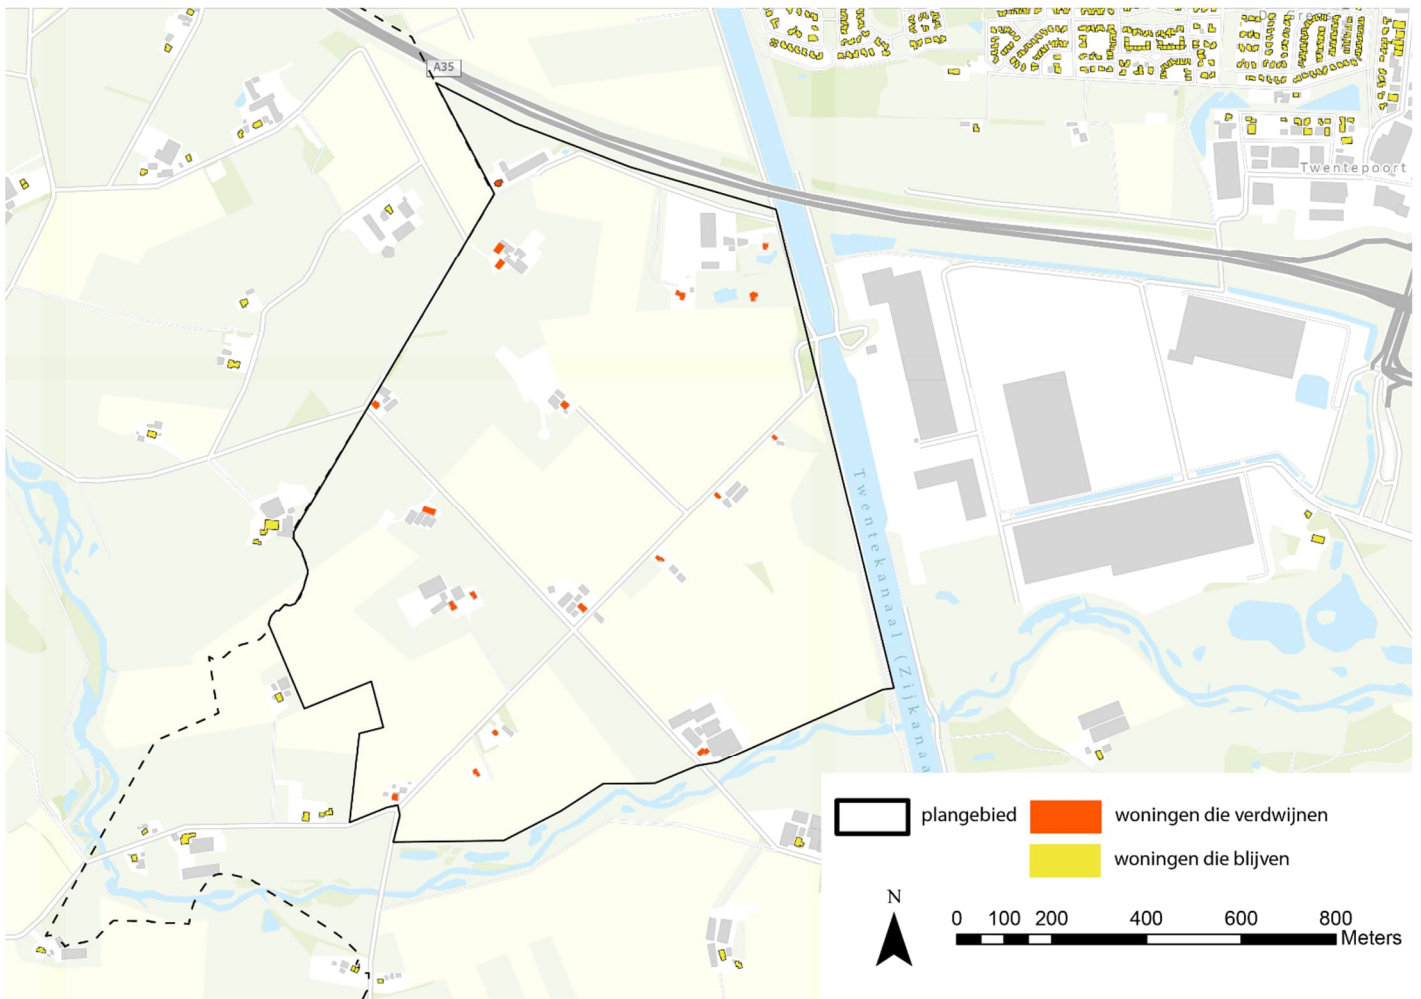 A35
Twentepoort
Twentekanaal (Zijkanaa
plangebied
woningen die verdwijnen
woningen die blijven
N
0 100 200 400 600 800
Meters